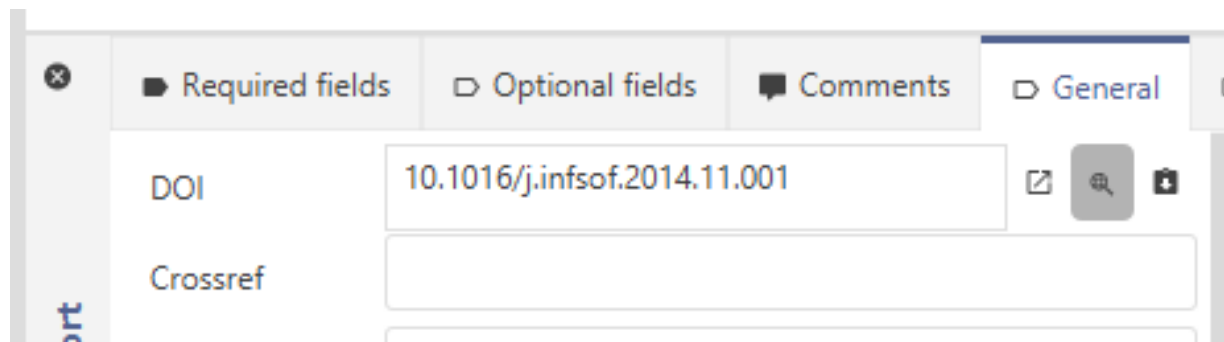 Required fields
Optional fields
Comments
General
DOI
10.1016/j.infsof.2014.11.001
Crossref